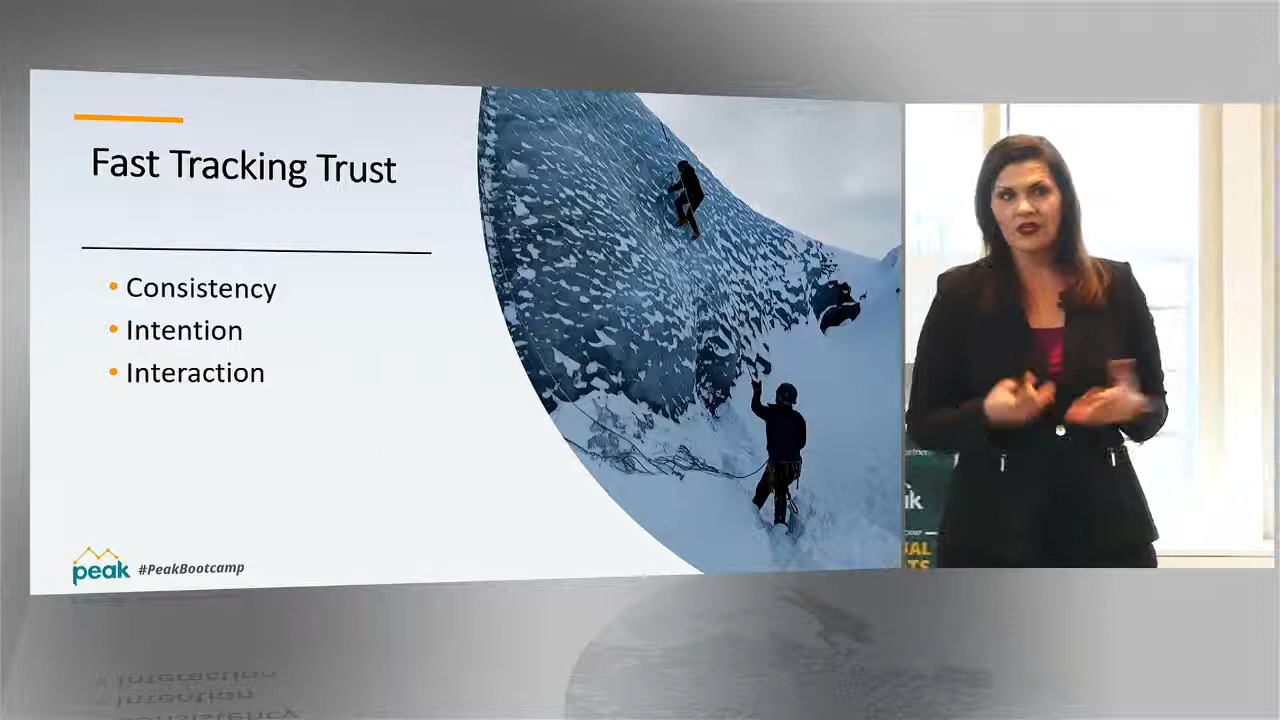 Fast Tracking Trust
• Consistency
• Intention
• Interaction
peak #PeakBootcamp